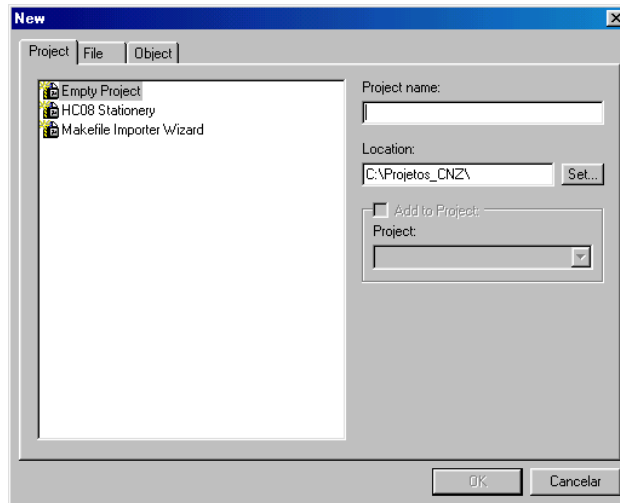 New
Project File Object
Empty Project
HC08 Stationery
Makefile Importer Wizard
Project name:
Location:
C:\Projetos_CNZ\ Set...
Add to Project:
Project:
OK Cancelar